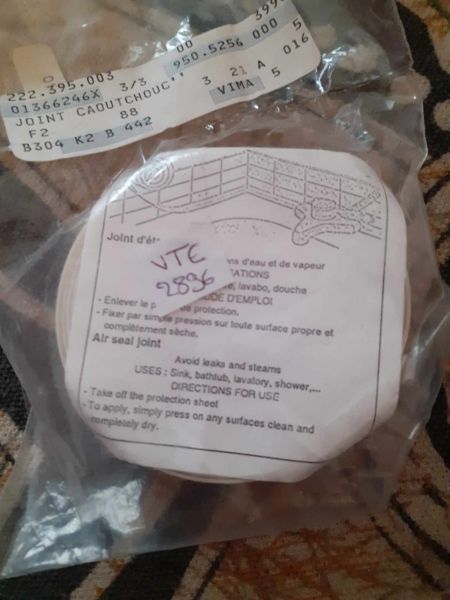 222.395.003 3/3 00 399
01366246X 950.5256 000 5
JOINT CAOUTCHOUC'' 3 21 A 016
F2 88 VIMA 5
B304 K2 B 442
Joint d'ét
d'eau et de vapeur
VTC
2896
lavabo, douche
D'EMPLOI
- Enlever le de protection.
- Fixer par simple pression sur toute surface propre et
complètement sèche.
Air seal joint
Avoid leaks and steams
USES : Sink, bathtub, lavatory, shower,...
DIRECTIONS FOR USE
- Take off the protection sheet
- To apply, simply press on any surfaces clean and
completely dry.